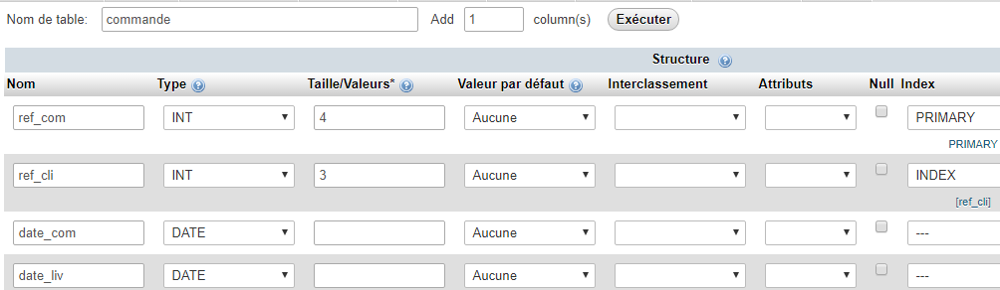 Nom de table: commande Add 1 column(s) Exécuter
Structure
Nom Type Taille/Valeurs* Valeur par défaut Interclassement Attributs Null Index
ref_com INT 4 Aucune PRIMARY
PRIMARY
ref_cli INT 3 Aucune INDEX
[ref_cli]
date_com DATE Aucune ---
date_liv DATE Aucune ---